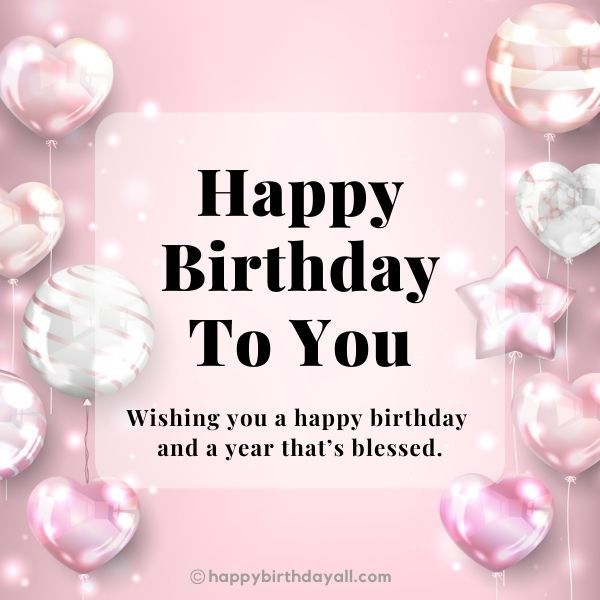 Happy
Birthday
To You
Wishing you a happy birthday
and a year that’s blessed.
© happybirthdayall.com